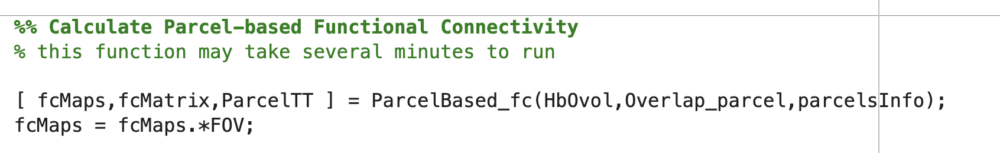 %% Calculate Parcel-based Functional Connectivity
% this function may take several minutes to run
[ fcMaps,fcMatrix,ParcelTT ] = ParcelBased_fc(HbOvol,Overlap_parcel,parcelsInfo);
fcMaps = fcMaps.*FOV;